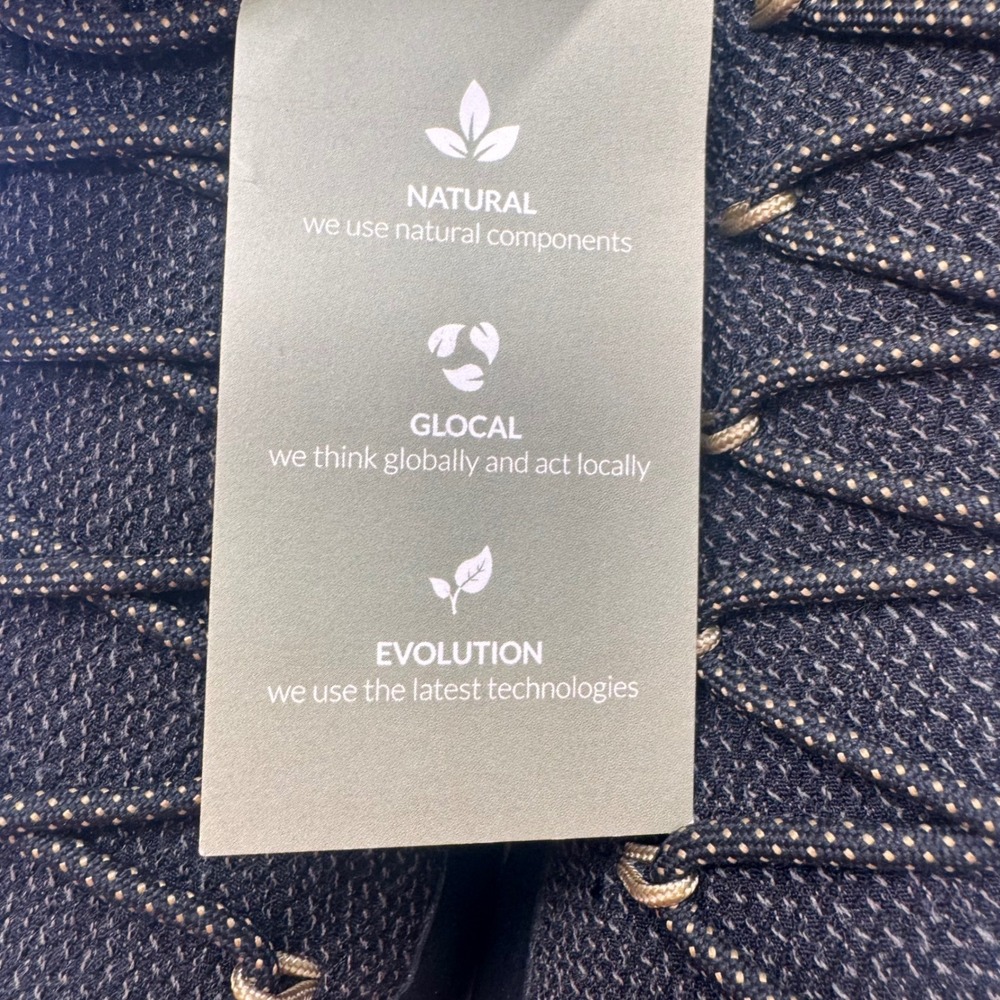 NATURAL
we use natural components
GLOCAL
we think globally and act locally
EVOLUTION
we use the latest technologies